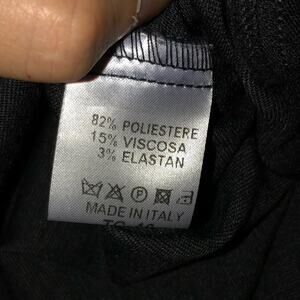 82% POLIESTERE
15% VISCOSA
3% ELASTAN
MADE IN ITALY